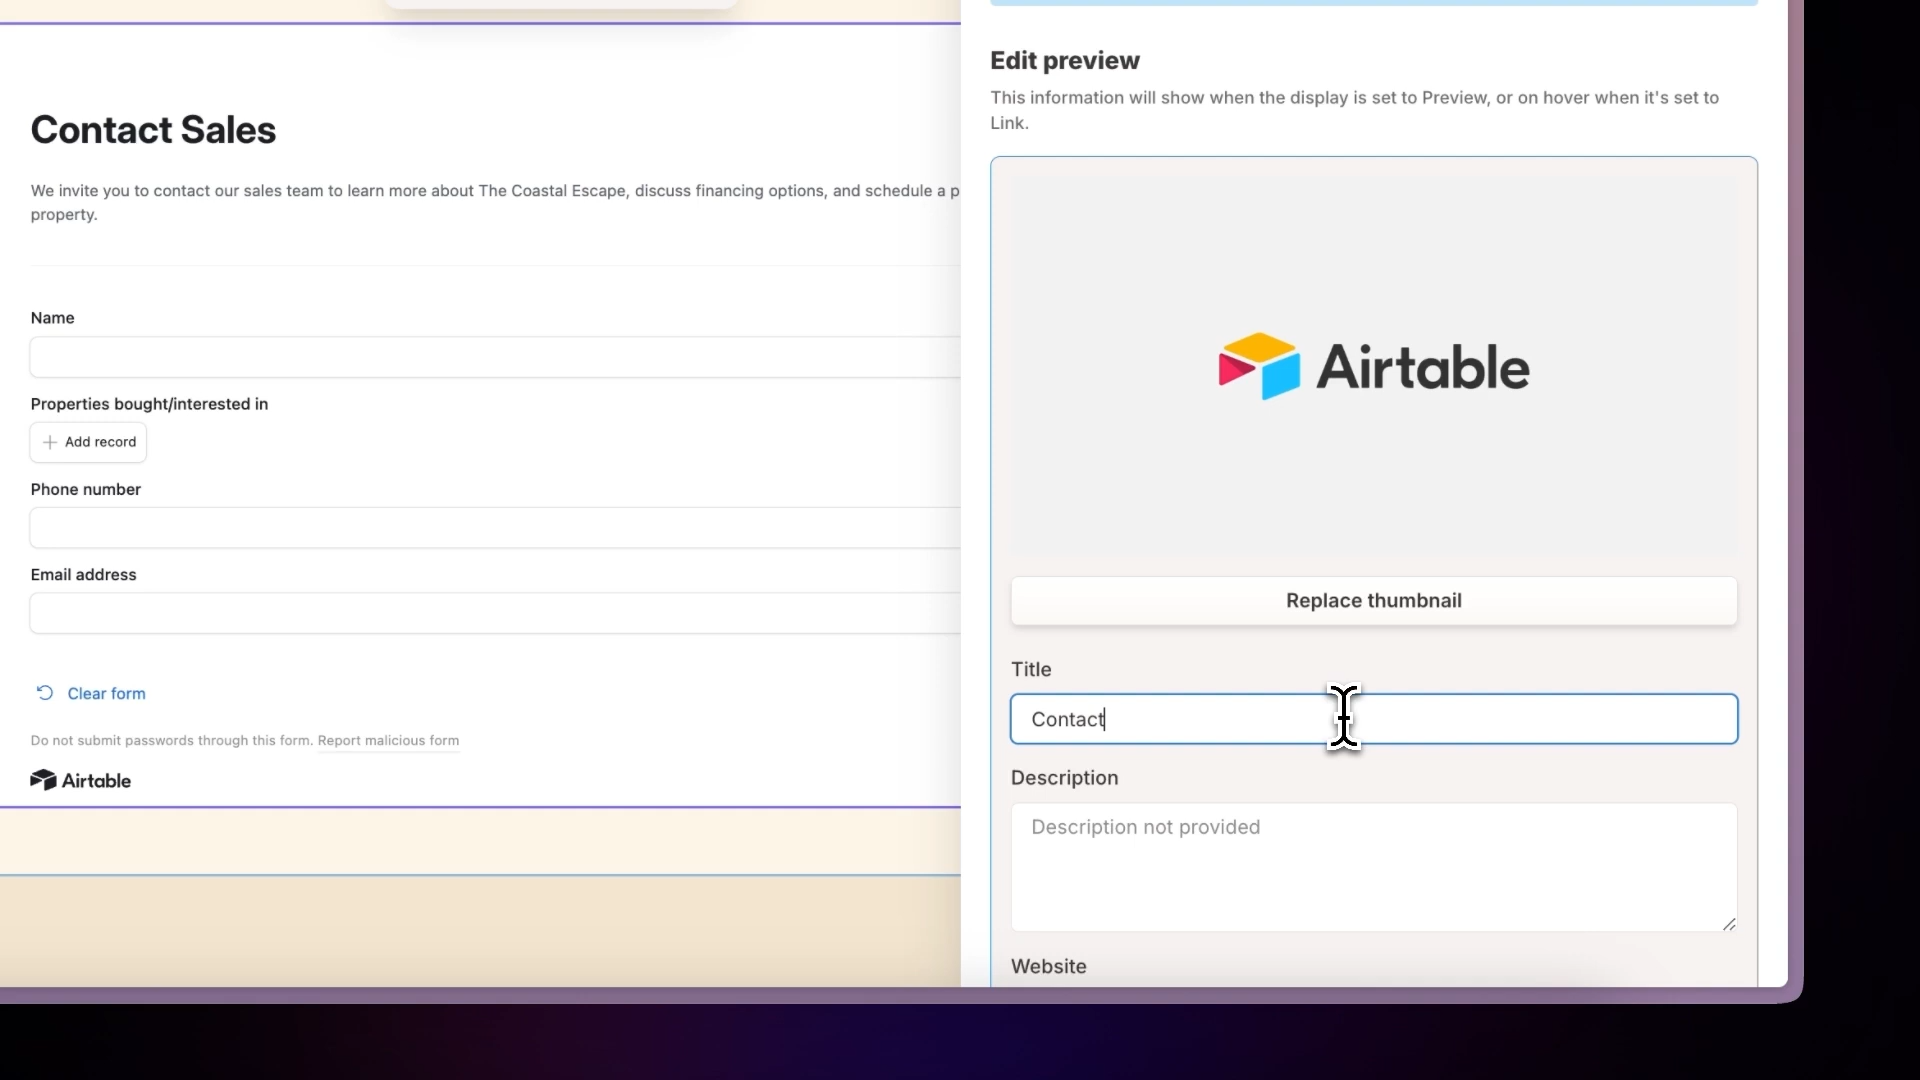 Contact Sales
We invite you to contact our sales team to learn more about The Coastal Escape, discuss financing options, and schedule a p
property.
Name
Properties bought/interested in
Add record
Phone number
Email address
Clear form
Do not submit passwords through this form. Report malicious form
Airtable
Edit preview
This information will show when the display is set to Preview, or on hover when it's set to
Link.
Airtable
Replace thumbnail
Title
Contact
Description
Description not provided
Website